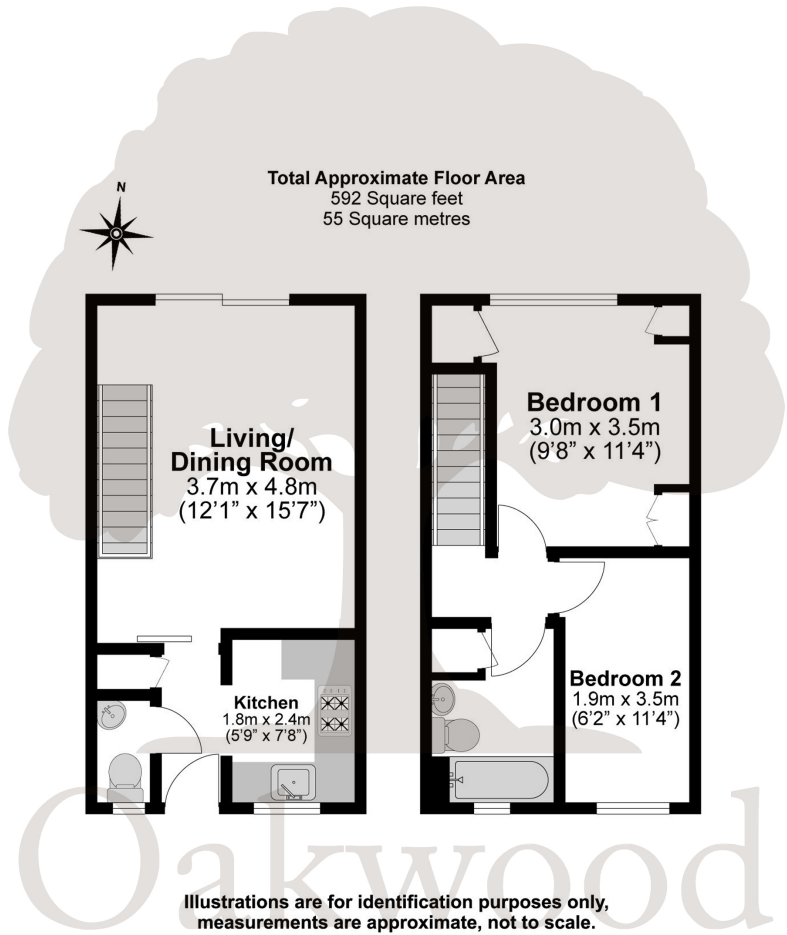 Total Approximate Floor Area
592 Square feet
55 Square metres
N
Living/
Dining Room
3.7m x 4.8m
(12'1" x 15'7")
Kitchen
1.8m x 2.4m
(5'9" x 7'8")
Bedroom 1
3.0m x 3.5m
(9'8" x 11'4")
Bedroom 2
1.9m x 3.5m
(6'2" x 11'4")
Oakwood
Illustrations are for identification purposes only,
measurements are approximate, not to scale.